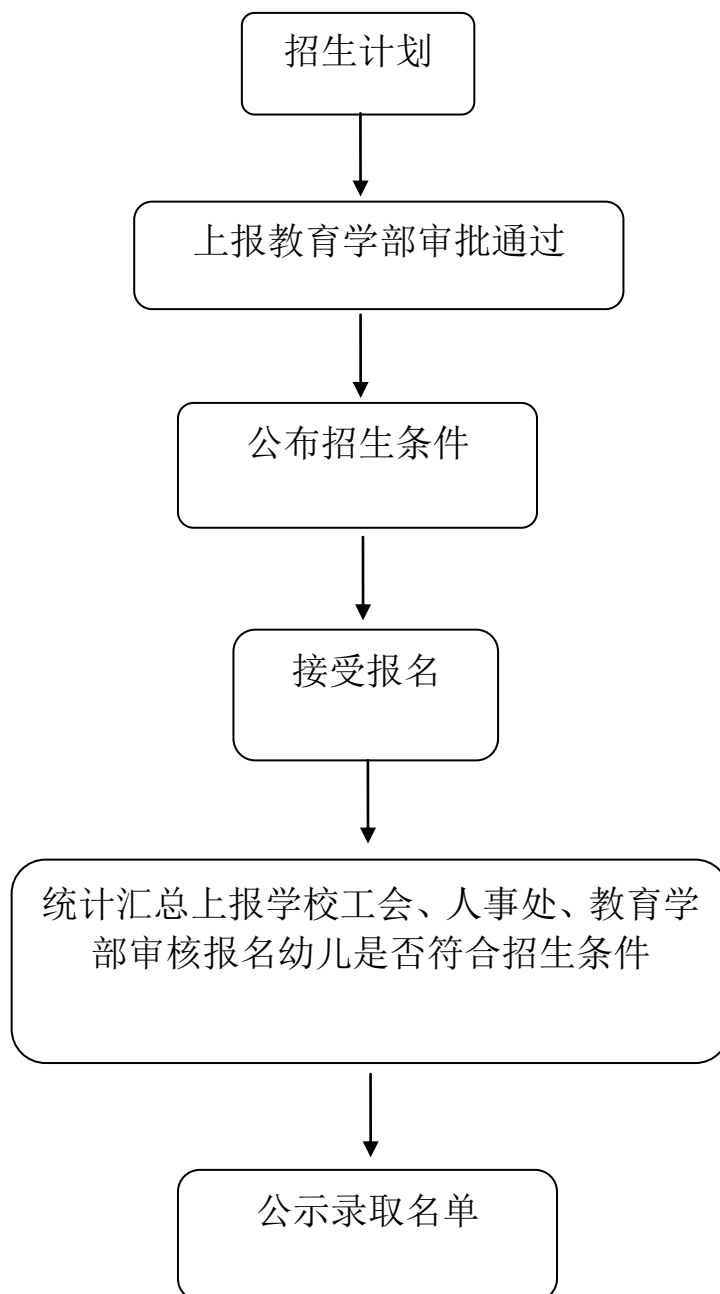 招生计划
上报教育学部审批通过
公布招生条件
接受报名
统计汇总上报学校工会、人事处、教育学
部审核报名幼儿是否符合招生条件
公示录取名单